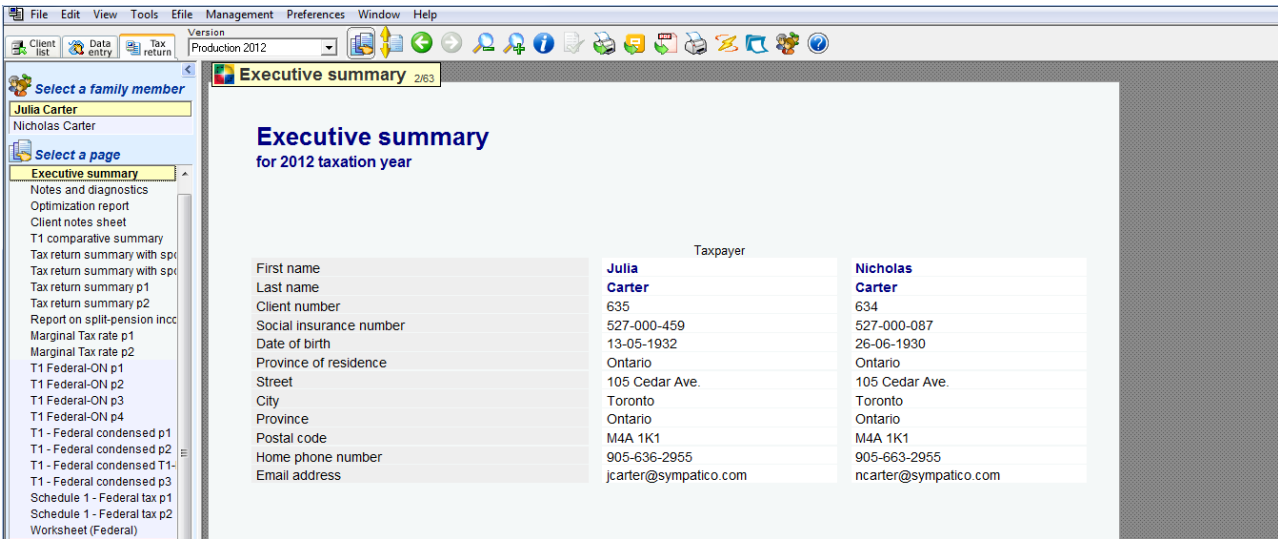 File Edit View Tools Efile Management Preferences Window Help
Client list
Data entry
Tax return
Version
Production 2012
Executive summary 2/63
Select a family member
Julia Carter
Nicholas Carter
Select a page
Executive summary
Notes and diagnostics
Optimization report
Client notes sheet
T1 comparative summary
Tax return summary with spo
Tax return summary with spo
Tax return summary p1
Tax return summary p2
Report on split-pension inco
Marginal Tax rate p1
Marginal Tax rate p2
T1 Federal-ON p1
T1 Federal-ON p2
T1 Federal-ON p3
T1 Federal-ON p4
T1 - Federal condensed p1
T1 - Federal condensed p2
T1 - Federal condensed T1-
T1 - Federal condensed p3
Schedule 1 - Federal tax p1
Schedule 1 - Federal tax p2
Worksheet (Federal)
Executive summary
for 2012 taxation year
Taxpayer
First name Julia Nicholas
Last name Carter Carter
Client number 635 634
Social insurance number 527-000-459 527-000-087
Date of birth 13-05-1932 26-06-1930
Province of residence Ontario Ontario
Street 105 Cedar Ave. 105 Cedar Ave.
City Toronto Toronto
Province Ontario Ontario
Postal code M4A 1K1 M4A 1K1
Home phone number 905-636-2955 905-663-2955
Email address jcarter@sympatico.com ncarter@sympatico.com